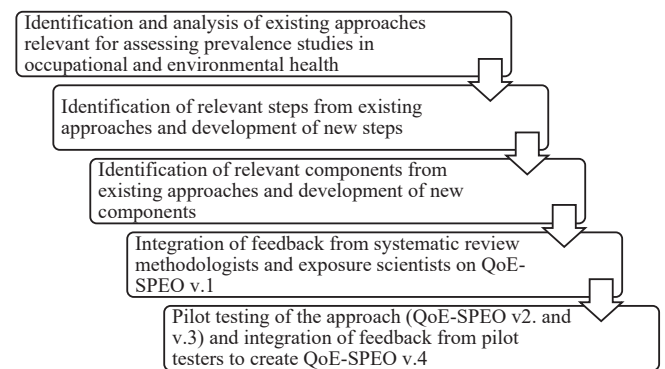 Identification and analysis of existing approaches
relevant for assessing prevalence studies in
occupational and environmental health
Identification of relevant steps from existing
approaches and development of new steps
Identification of relevant components from
existing approaches and development of new
components
Integration of feedback from systematic review
methodologists and exposure scientists on QoE-
SPEO v.1
Pilot testing of the approach (QoE-SPEO v2. and
v.3) and integration of feedback from pilot
testers to create QoE-SPEO v.4